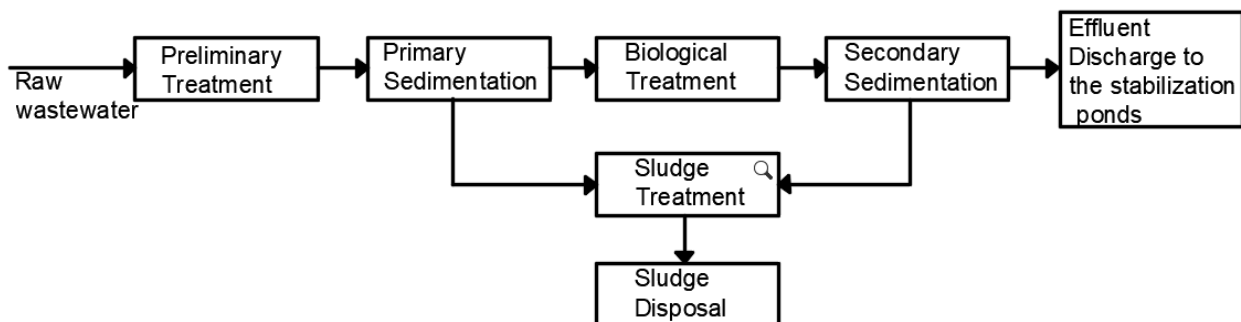 Raw
wastewater
Preliminary
Treatment
Primary
Sedimentation
Biological
Treatment
Secondary
Sedimentation
Effluent
Discharge to
the stabilization
ponds
Sludge
Treatment
Sludge
Disposal